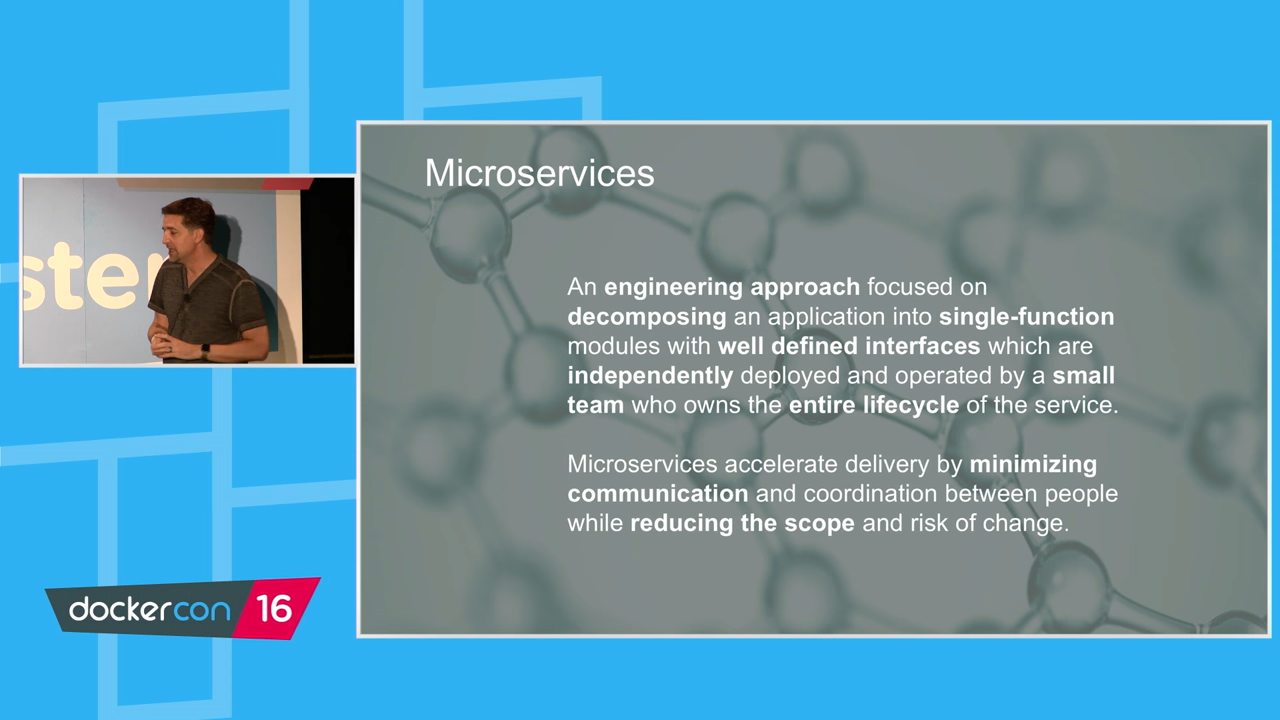 Microservices
An engineering approach focused on
decomposing an application into single-function
modules with well defined interfaces which are
independently deployed and operated by a small
team who owns the entire lifecycle of the service.
Microservices accelerate delivery by minimizing
communication and coordination between people
while reducing the scope and risk of change.
ste
dockercon 16